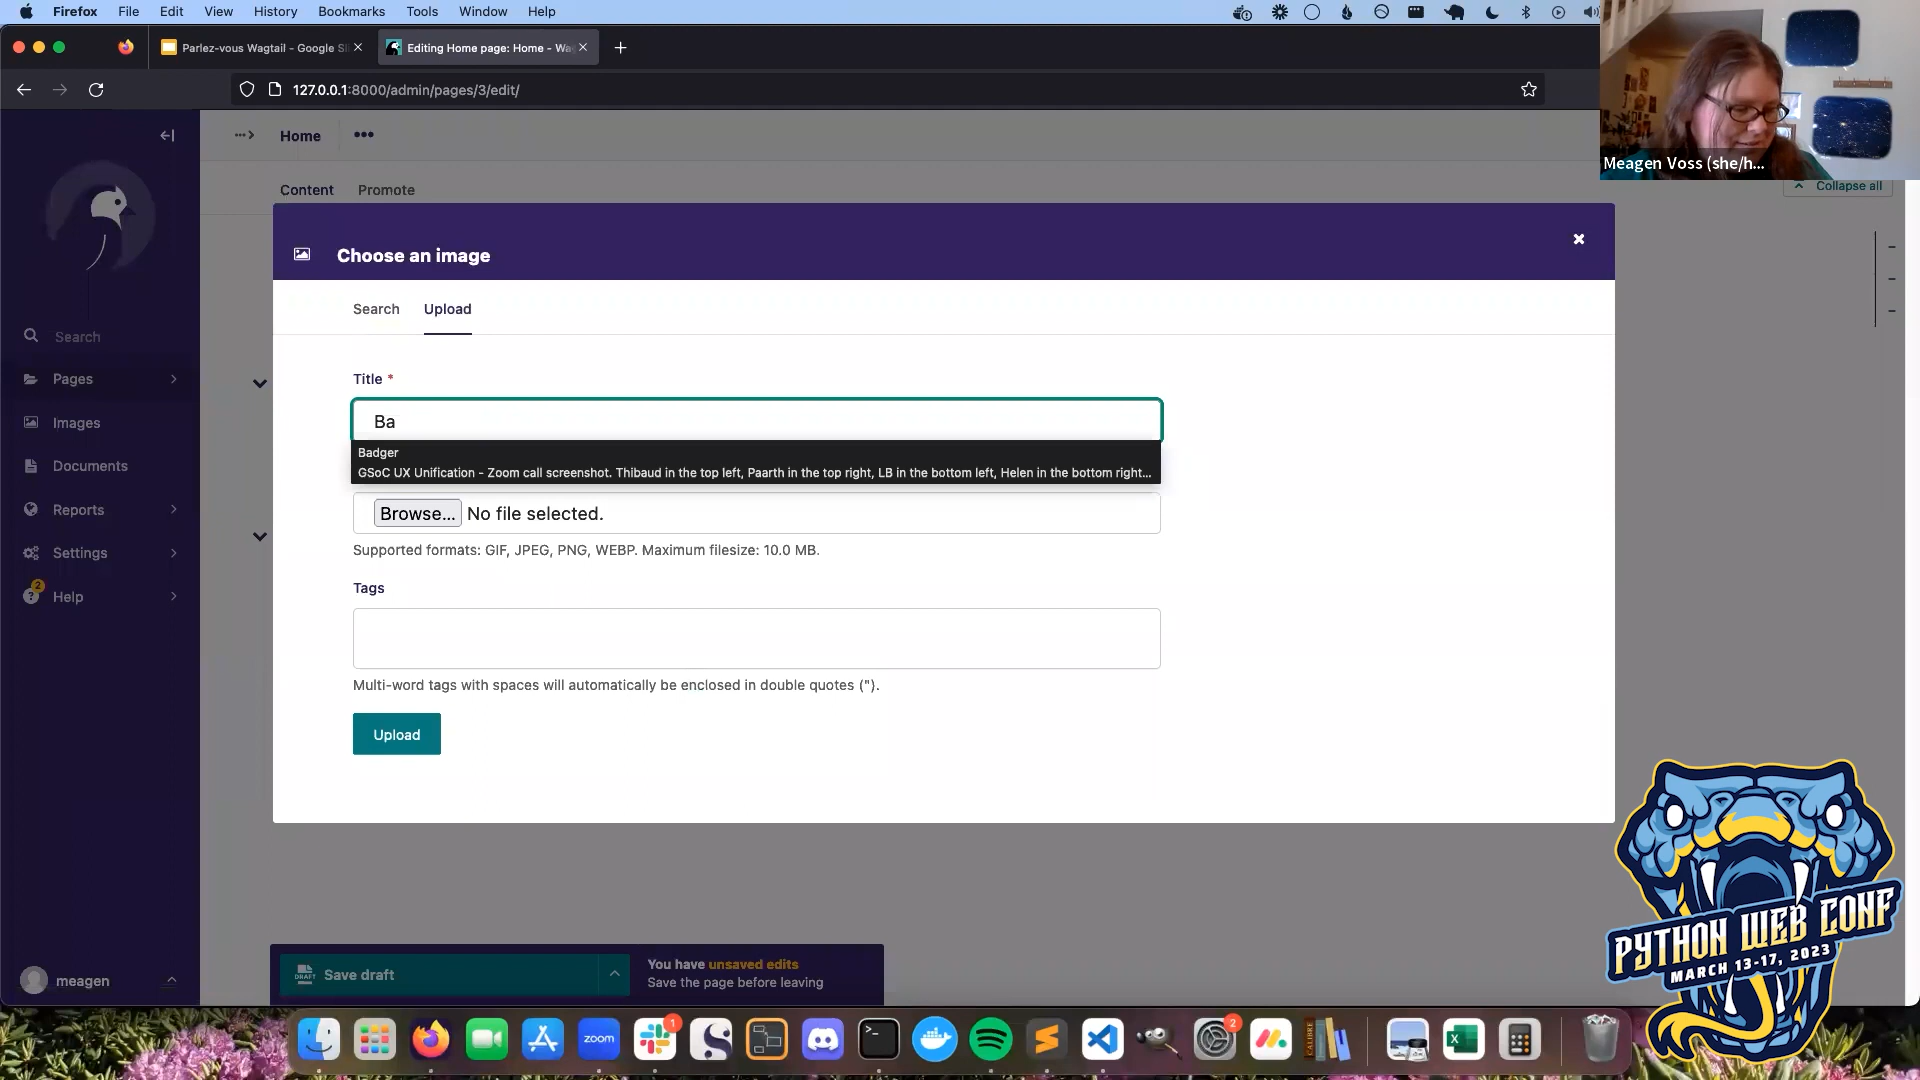 Firefox File Edit View History Bookmarks Tools Window Help
Parlez-vous Wagtail - Google Sl
Editing Home page: Home - Wa
127.0.0.1:8000/admin/pages/3/edit/
Meagen Voss (she/h...
Home
Content Promote
Collapse all
Choose an image
Search Upload
Title *
Ba
Badger
GSoC UX Unification - Zoom call screenshot. Thibaud in the top left, Paarth in the top right, LB in the bottom left, Helen in the bottom right...
Browse... No file selected.
Supported formats: GIF, JPEG, PNG, WEBP. Maximum filesize: 10.0 MB.
Tags
Multi-word tags with spaces will automatically be enclosed in double quotes (").
Upload
Search
Pages
Images
Documents
Reports
Settings
2
Help
meagen
DRAFT
Save draft
You have unsaved edits
Save the page before leaving
PYTHON WEB CONF
MARCH 13-17, 2023
zoom
1
2
CALIBRE
X